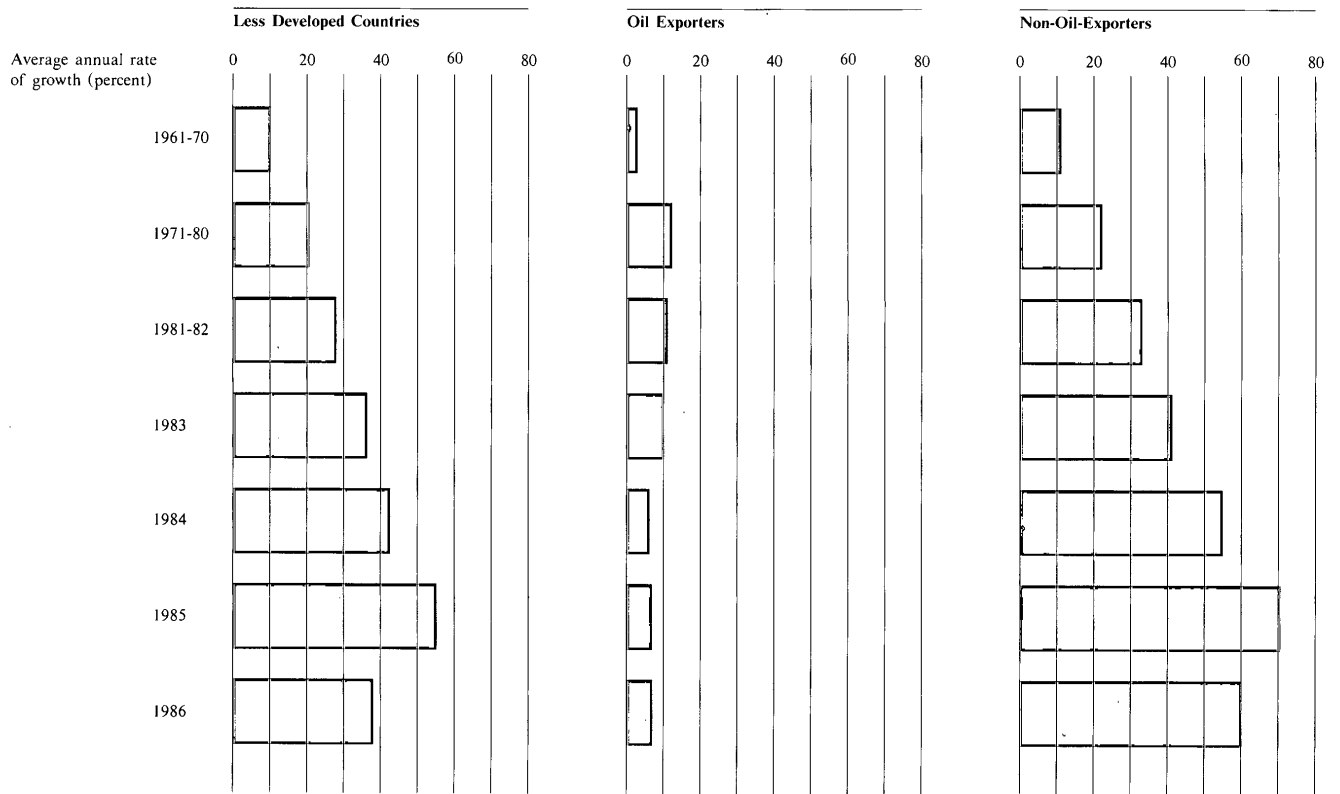 Less Developed Countries
Oil Exporters
Non-Oil-Exporters
Average annual rate
of growth (percent)
0 20 40 60 80
0 20 40 60 80
0 20 40 60 80
1961-70
1971-80
1981-82
1983
1984
1985
1986